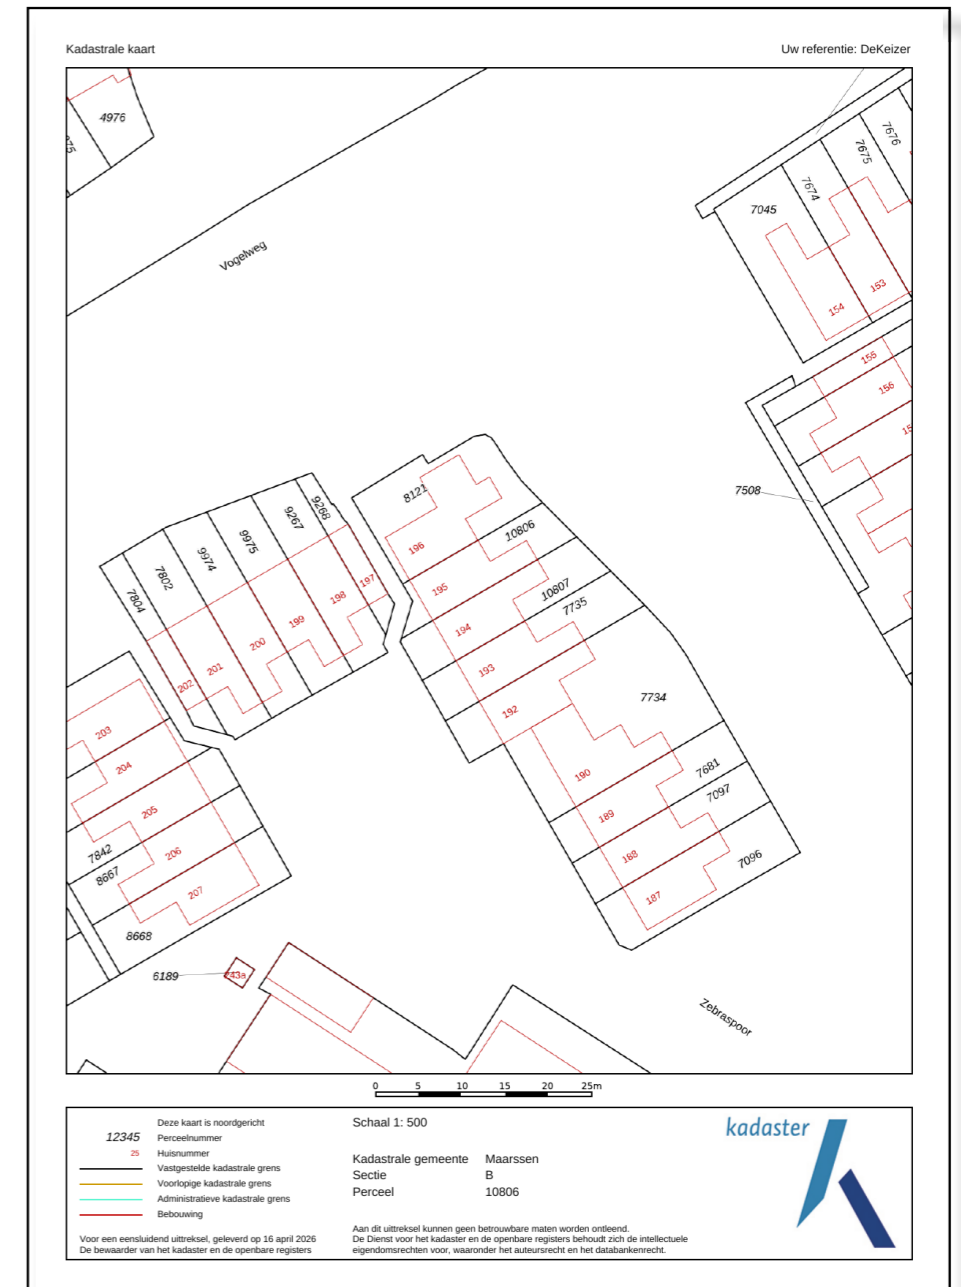 Kadastrale kaart
Uw referentie: DeKeizer
4976
Vogelweg
7676
7675
7674
7045
153
154
155
156
7508
8121
9268
9267
9975
9974
7802
7804
10806
10807
7735
196
195
194
193
192
197
198
199
200
201
202
7734
203
204
205
206
207
190
189
188
187
7681
7097
7096
7842
8667
8668
6189
243a
Zebraspoor
0 5 10 15 20 25m
Deze kaart is noordgericht
12345 Perceelnummer
25 Huisnummer
Vastgestelde kadastrale grens
Voorlopige kadastrale grens
Administratieve kadastrale grens
Bebouwing
Voor een eensluidend uittreksel, geleverd op 16 april 2026
De bewaarder van het kadaster en de openbare registers
Schaal 1: 500
Kadastrale gemeente Maarssen
Sectie B
Perceel 10806
Aan dit uittreksel kunnen geen betrouwbare maten worden ontleend.
De Dienst voor het kadaster en de openbare registers behoudt zich de intellectuele
eigendomsrechten voor, waaronder het auteursrecht en het databankenrecht.
kadaster